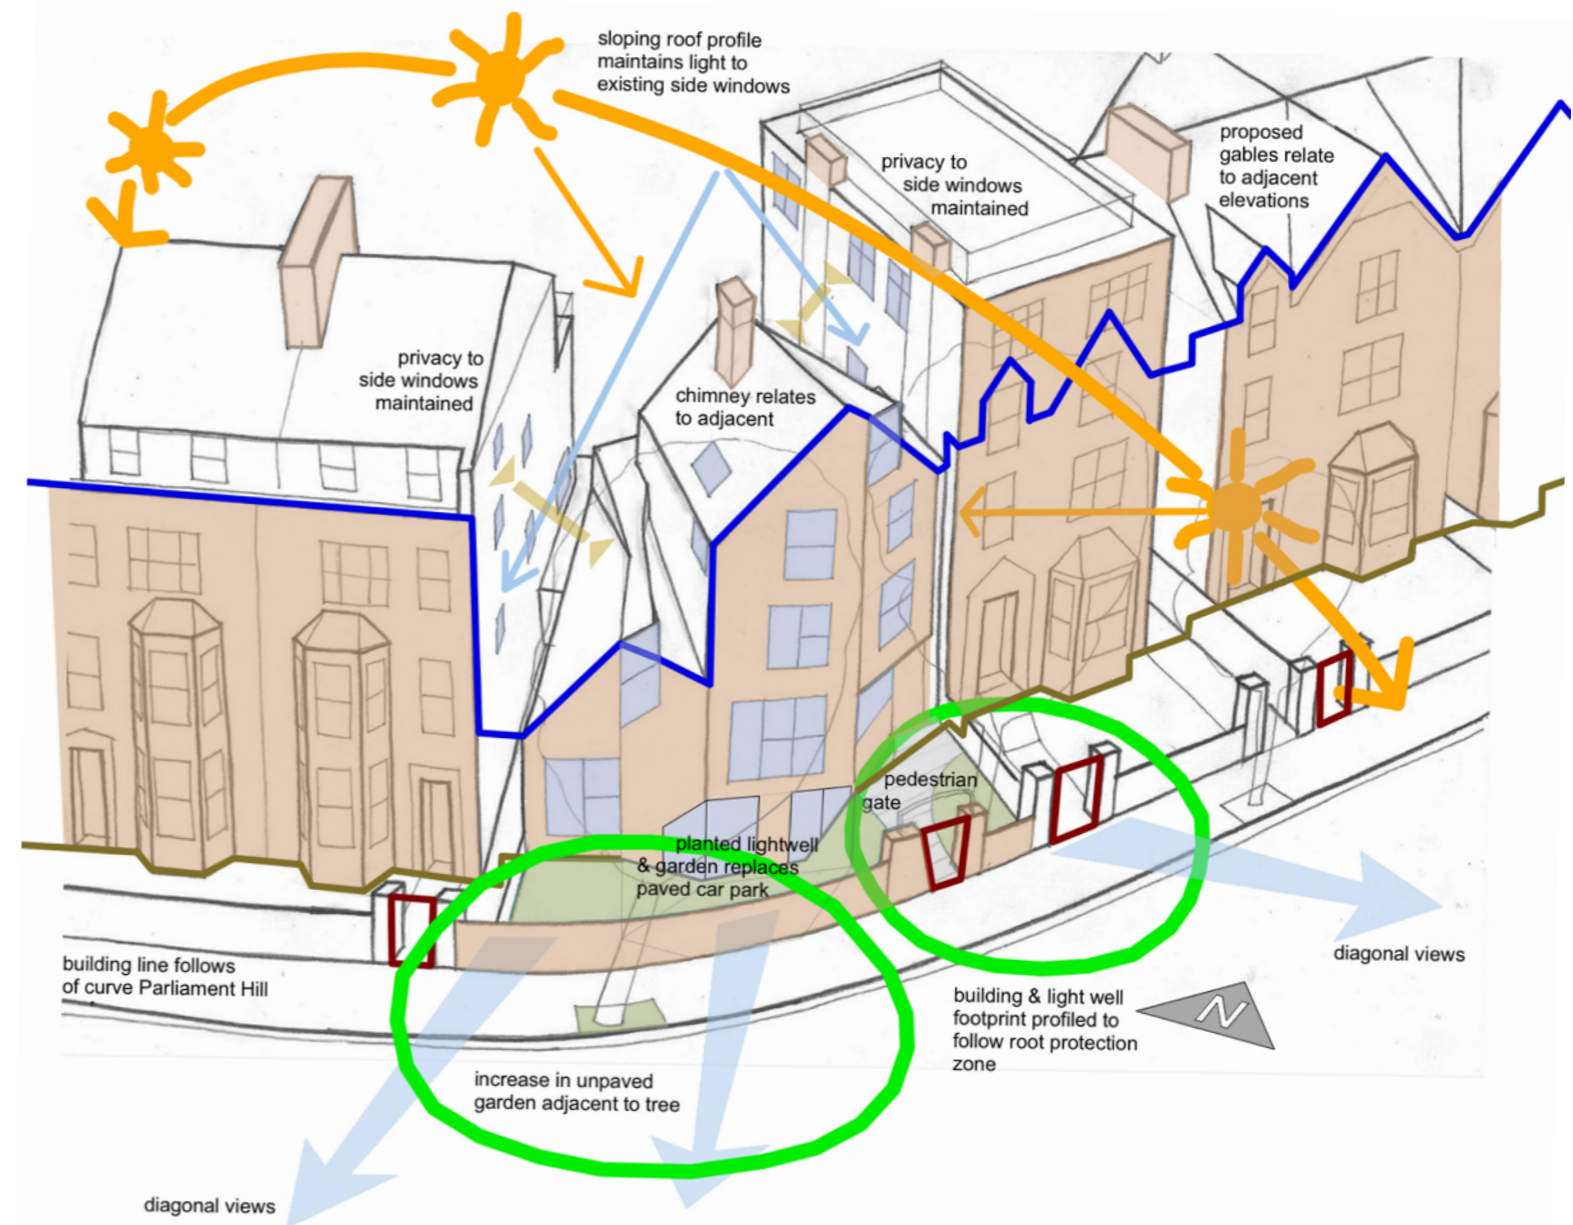 sloping roof profile
maintains light to
existing side windows
privacy to
side windows
maintained
proposed
gables relate
to adjacent
elevations
privacy to
side windows
maintained
chimney relates
to adjacent
pedestrian
gate
planted lightwell
& garden replaces
paved car park
building line follows
of curve Parliament Hill
diagonal views
building & light well
footprint profiled to
follow root protection
zone
N
increase in unpaved
garden adjacent to tree
diagonal views